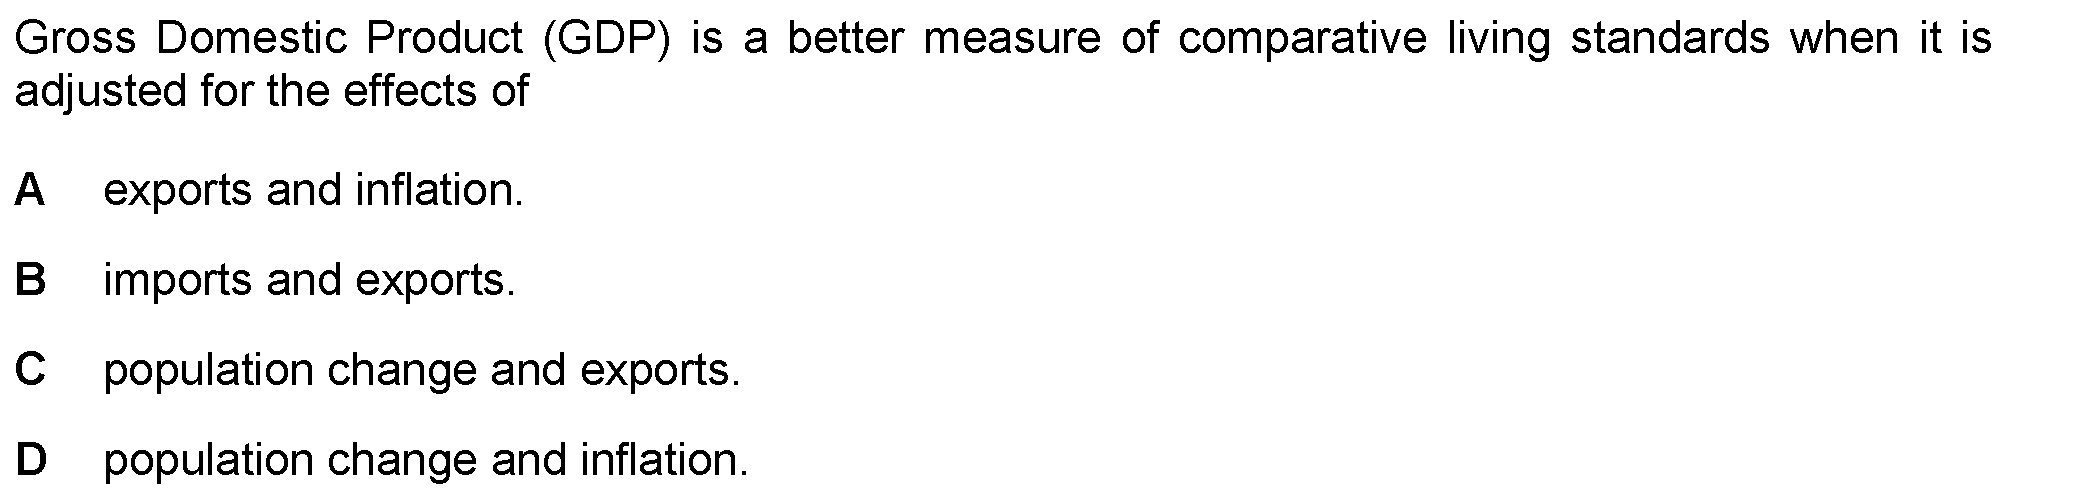 Gross Domestic Product (GDP) is a better measure of comparative living standards when it is
adjusted for the effects of
A exports and inflation.
B imports and exports.
C population change and exports.
D population change and inflation.